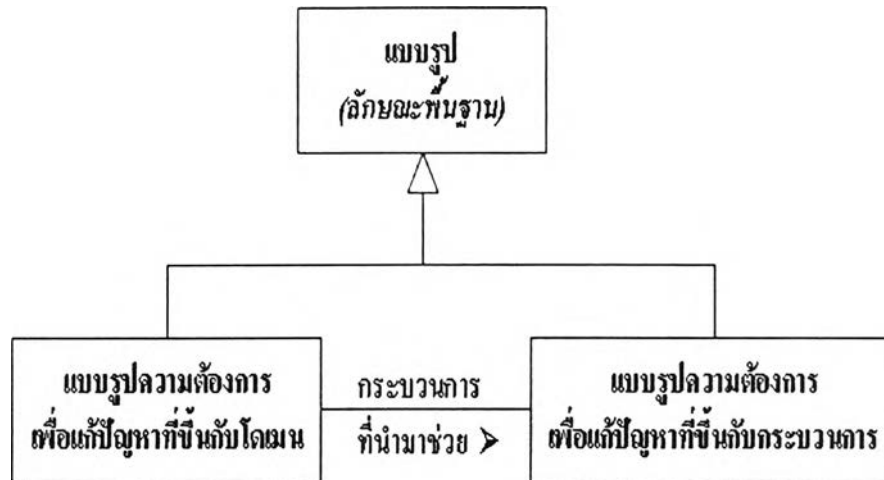 แบบรูป
(ลักษณะพื้นฐาน)
แบบรูปความต้องการ
เพื่อแก้ปัญหาที่ขึ้นกับโดเมน
กระบวนการ
ที่นำมาช่วย ➢
แบบรูปความต้องการ
เพื่อแก้ปัญหาที่ขึ้นกับกระบวนการ